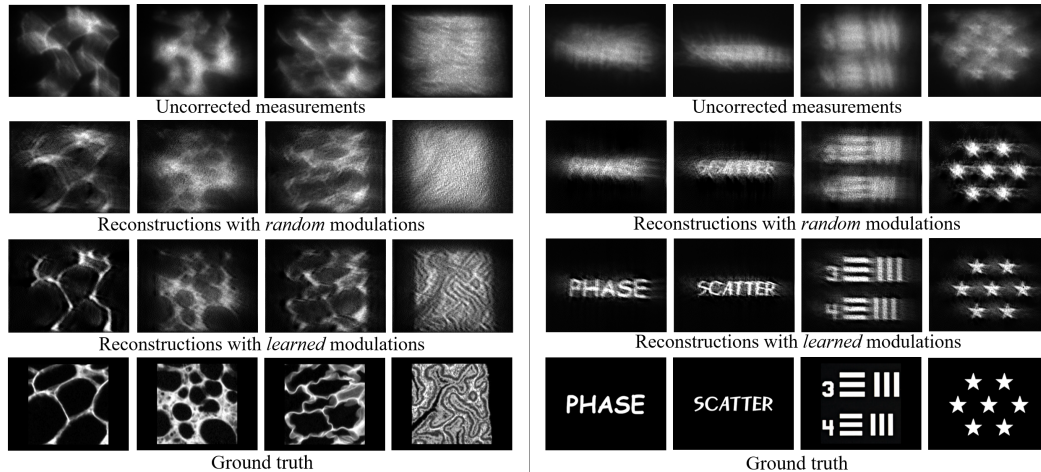 Uncorrected measurements
Uncorrected measurements
SCATTER
Reconstructions with random modulations
Reconstructions with random modulations
PHASE
SCATTER
3
4
Reconstructions with learned modulations
Reconstructions with learned modulations
PHASE
SCATTER
3
4
Ground truth
Ground truth